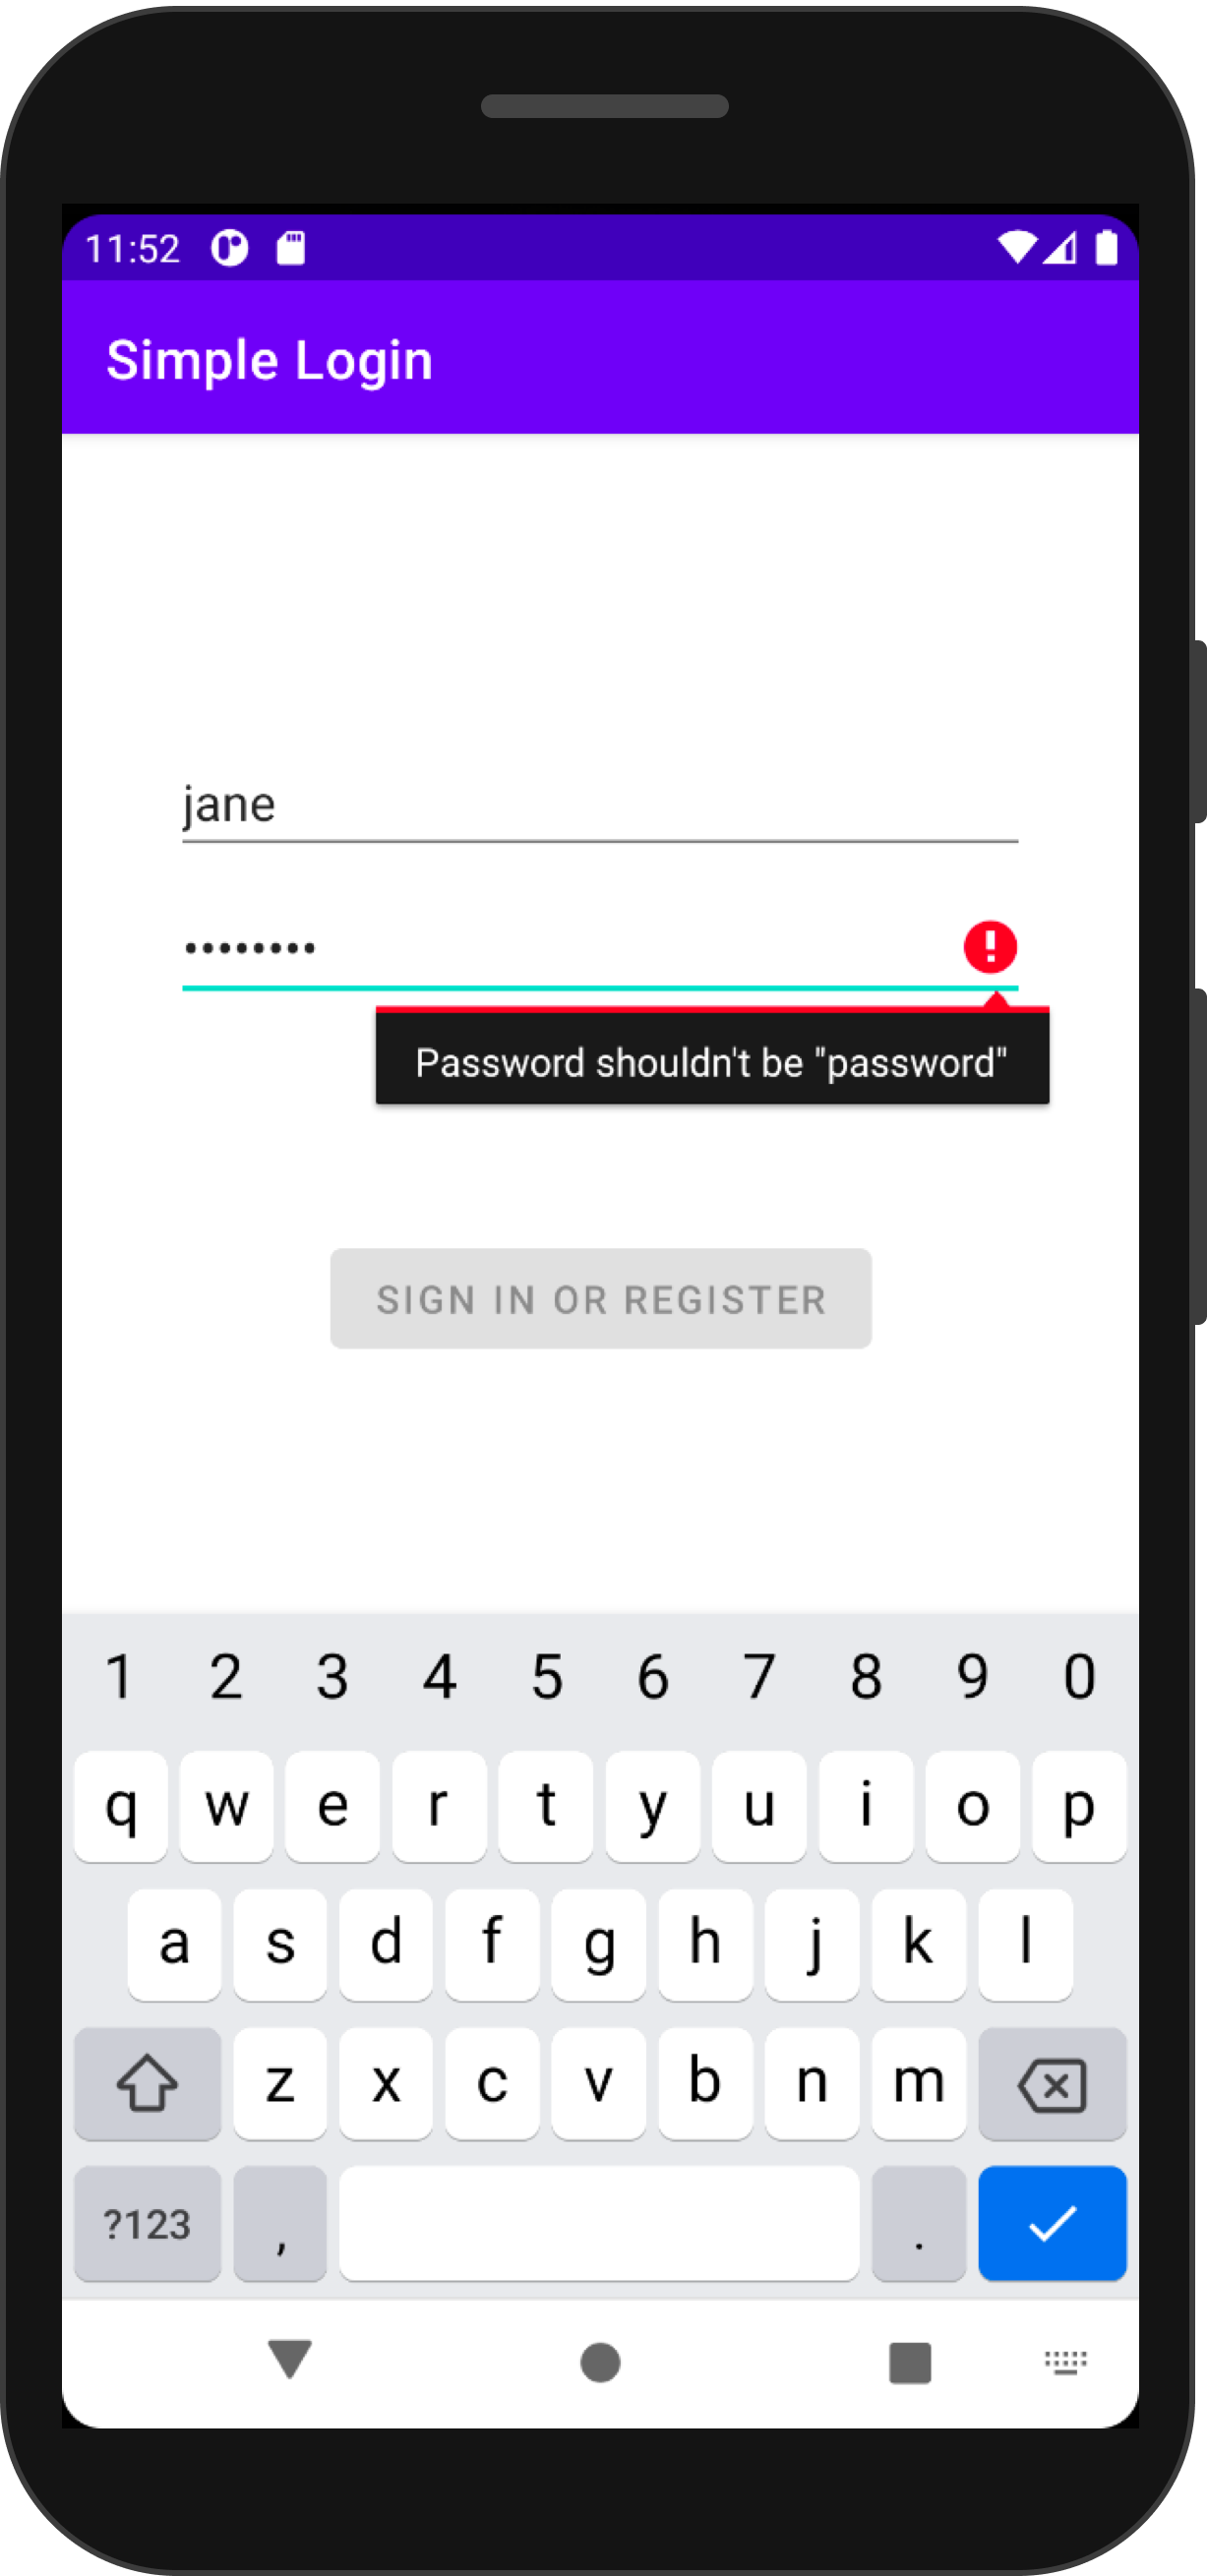 11:52
Simple Login
jane
••••••••
Password shouldn't be "password"
SIGN IN OR REGISTER
1 2 3 4 5 6 7 8 9 0
q w e r t y u i o p
a s d f g h j k l
z x c v b n m
?123 , .